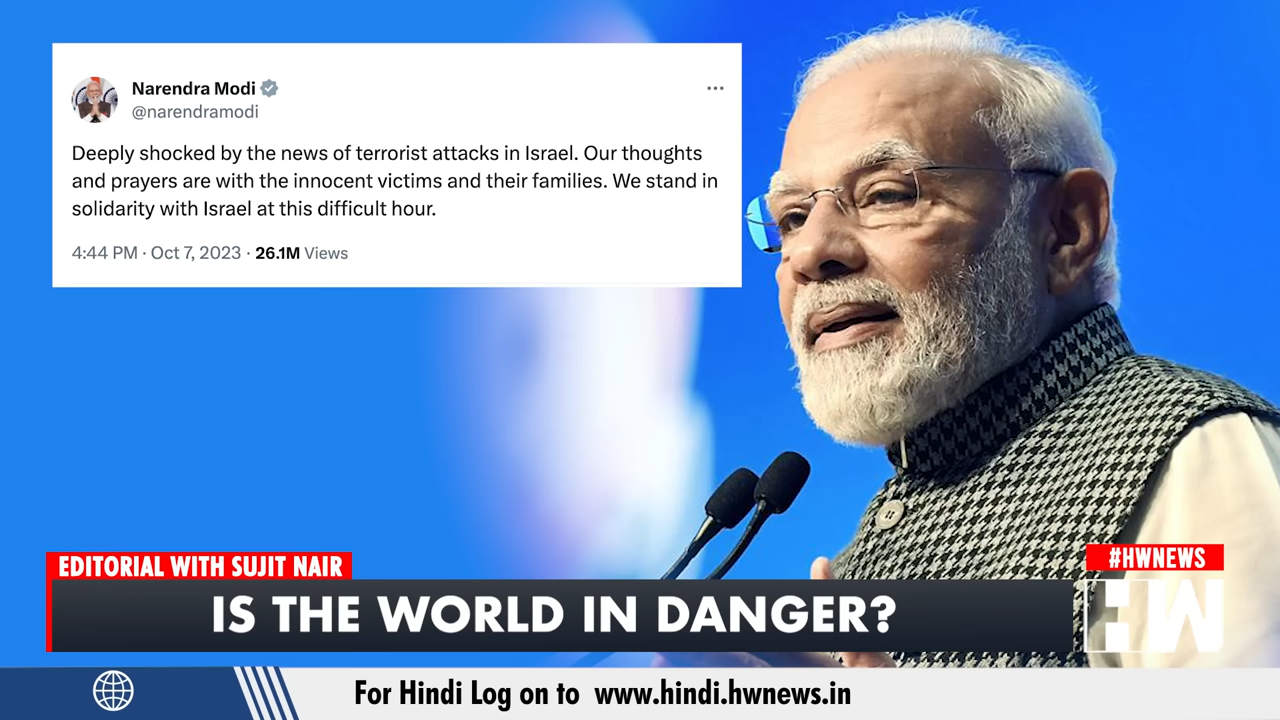 Narendra Modi
@narendramodi
Deeply shocked by the news of terrorist attacks in Israel. Our thoughts
and prayers are with the innocent victims and their families. We stand in
solidarity with Israel at this difficult hour.
4:44 PM · Oct 7, 2023 · 26.1M Views
EDITORIAL WITH SUJIT NAIR
#HWNEWS
IS THE WORLD IN DANGER?
HW
For Hindi Log on to www.hindi.hwnews.in